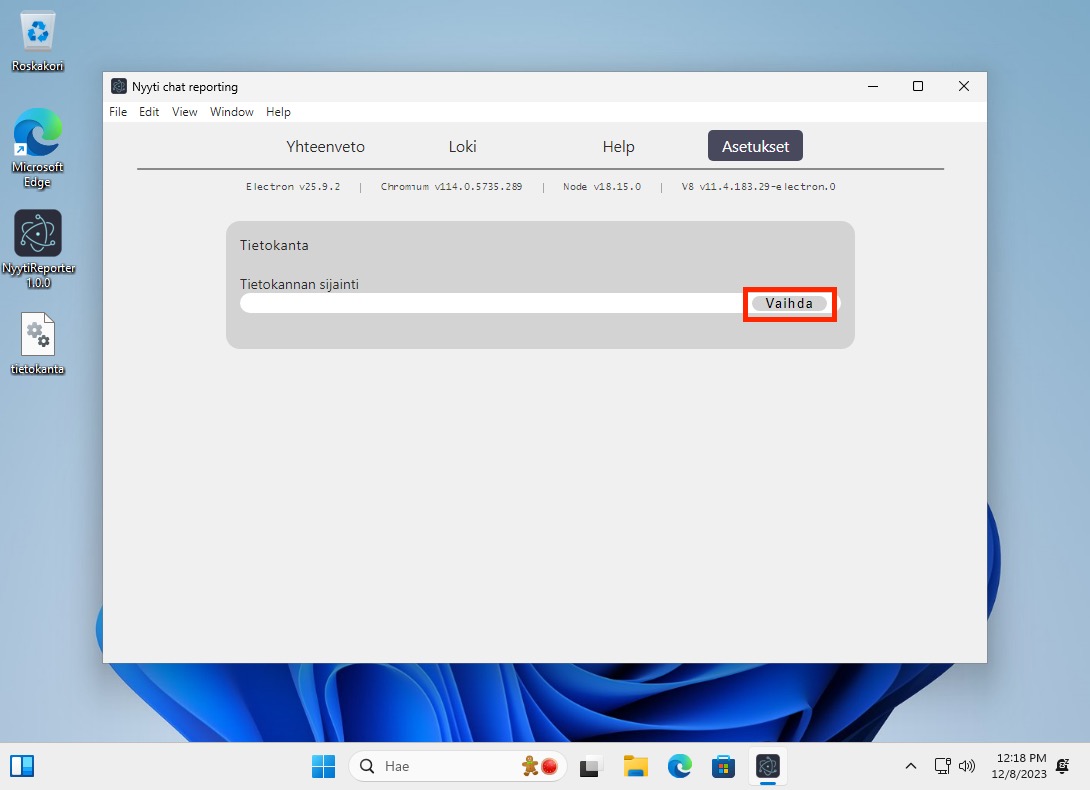 Roskakori
Microsoft
Edge
NyytiReporter
1.0.0
tietokanta
Nyyti chat reporting
File Edit View Window Help
Yhteenveto Loki Help Asetukset
Electron v25.9.2 | Chromium v114.0.5735.289 | Node v18.15.0 | V8 v11.4.183.29-electron.0
Tietokanta
Tietokannan sijainti
Vaihda
Hae
12:18 PM
12/8/2023